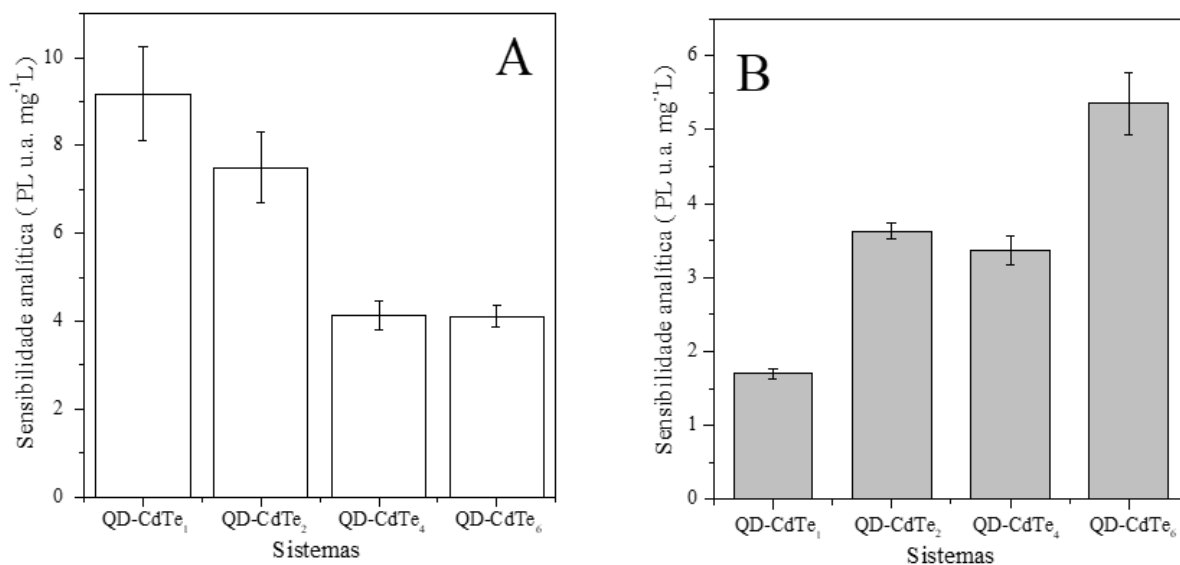 A
Sensibilidade analítica ( PL u.a. mg⁻¹L)
10
8
6
4
2
0
QD-CdTe₁ QD-CdTe₂ QD-CdTe₄ QD-CdTe₆
Sistemas
B
Sensibilidade analítica ( PL u.a. mg⁻¹L)
6
5
4
3
2
1
0
QD-CdTe₁ QD-CdTe₂ QD-CdTe₄ QD-CdTe₆
Sistemas